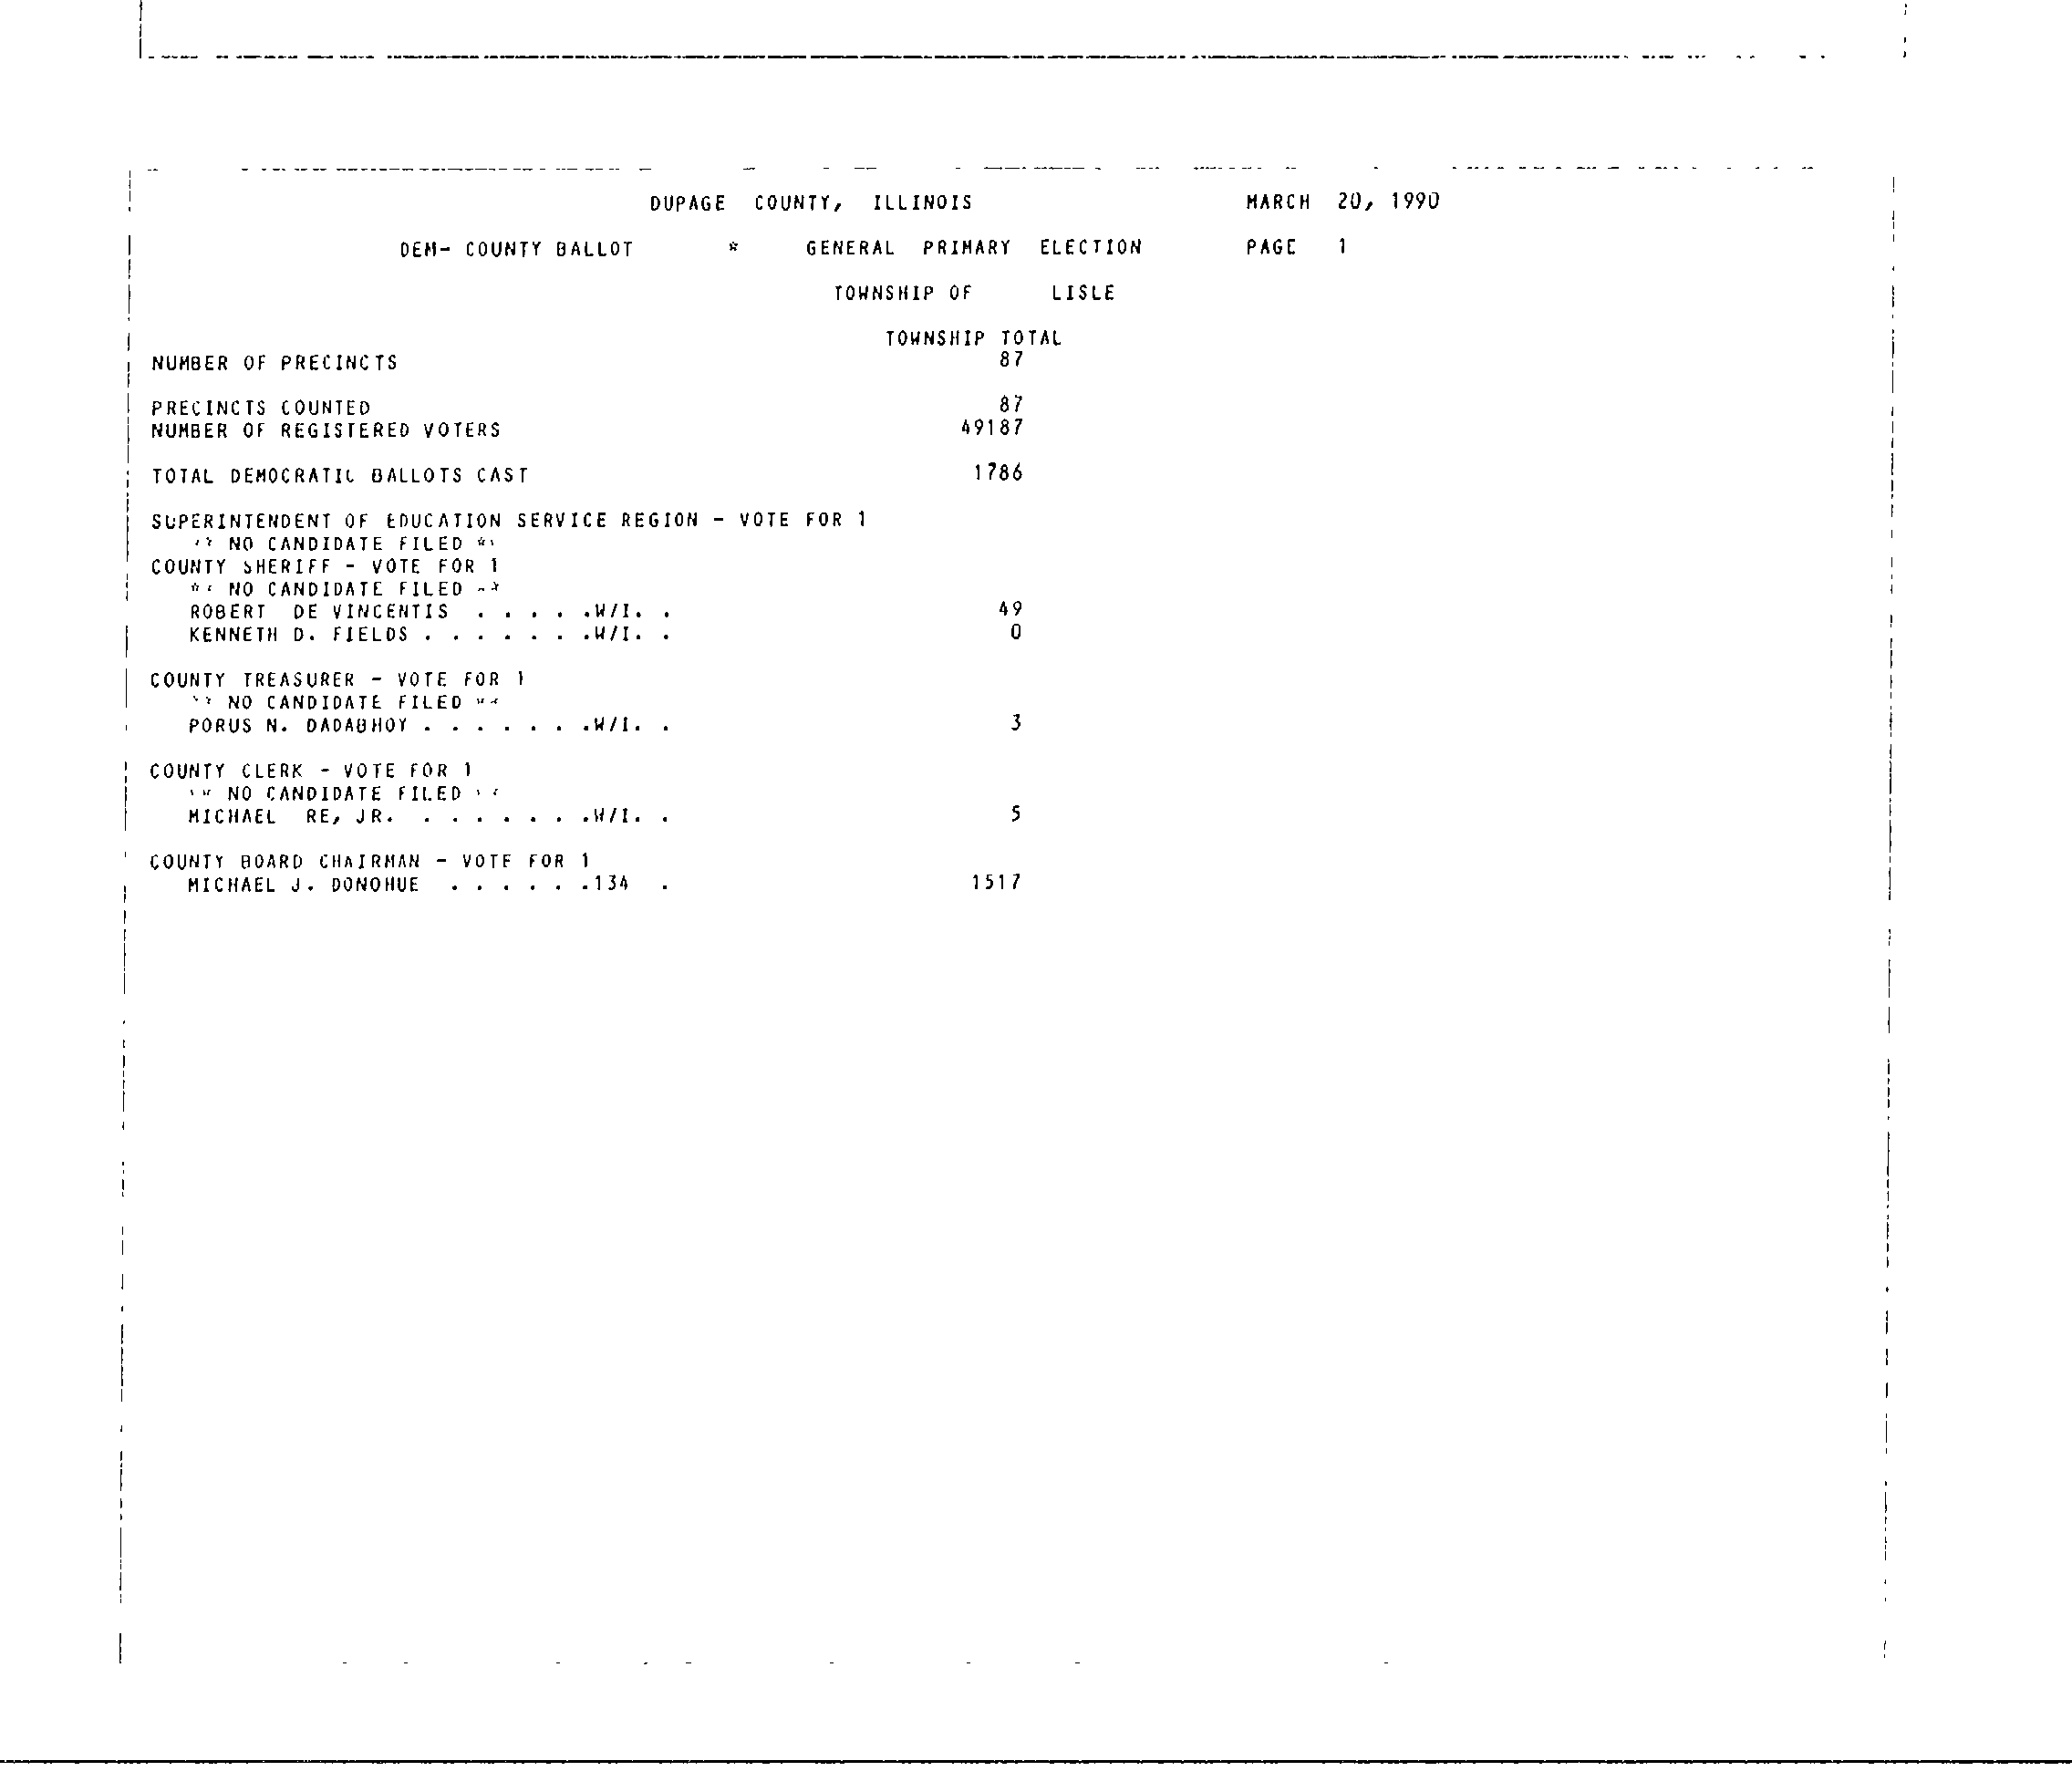 DUPAGE COUNTY, ILLINOIS MARCH 20, 1990
DEM- COUNTY BALLOT * GENERAL PRIMARY ELECTION PAGE 1
TOWNSHIP OF LISLE
TOWNSHIP TOTAL
NUMBER OF PRECINCTS 87
PRECINCTS COUNTED 87
NUMBER OF REGISTERED VOTERS 49187
TOTAL DEMOCRATIC BALLOTS CAST 1786
SUPERINTENDENT OF EDUCATION SERVICE REGION - VOTE FOR 1
** NO CANDIDATE FILED **
COUNTY SHERIFF - VOTE FOR 1
** NO CANDIDATE FILED **
ROBERT DE VINCENTIS . . . . .W/I. . 49
KENNETH D. FIELDS . . . . . . .W/I. . 0
COUNTY TREASURER - VOTE FOR 1
** NO CANDIDATE FILED **
PORUS N. DADABHOY . . . . . . .W/I. . 3
COUNTY CLERK - VOTE FOR 1
** NO CANDIDATE FILED **
MICHAEL RE, JR. . . . . . . .W/I. . 5
COUNTY BOARD CHAIRMAN - VOTE FOR 1
MICHAEL J. DONOHUE . . . . . .134 . 1517